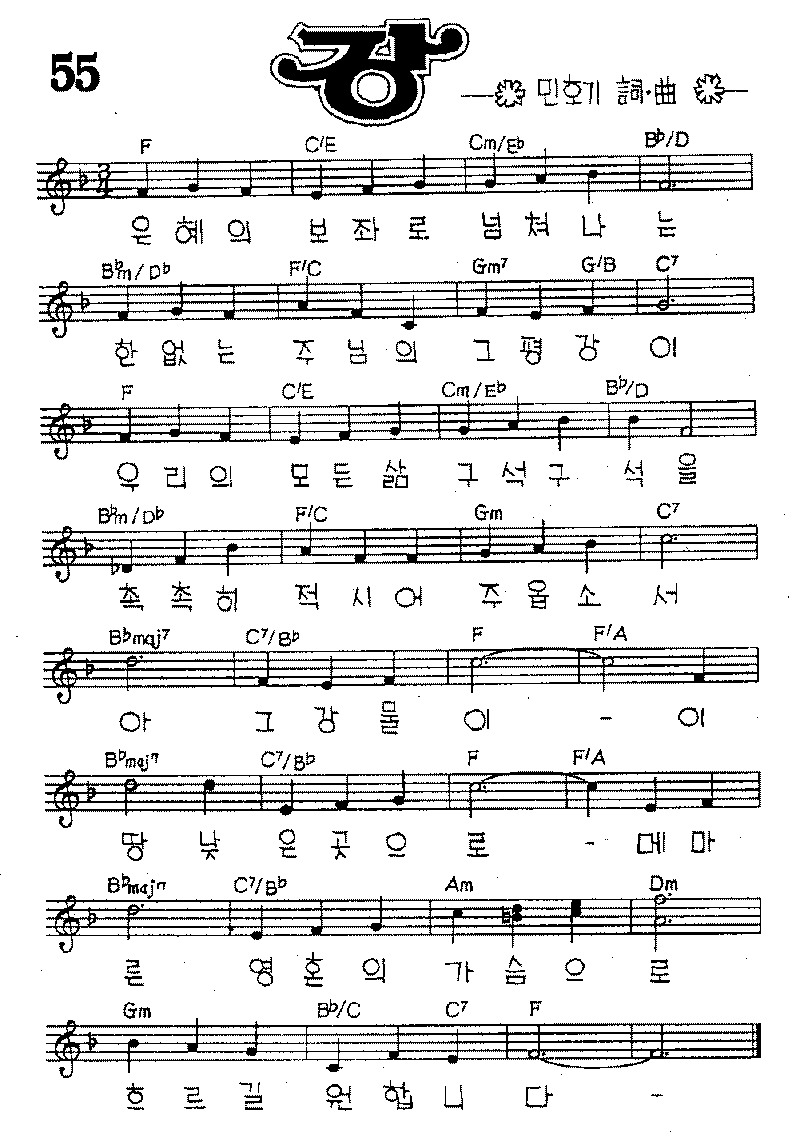 55
강
민호기 詞·曲
F C/E Cm/E♭ B♭/D
은 혜 의 보 좌 로 넘 쳐 나 는
B♭m/D♭ F/C Gm7 G/B C7
한 없 는 주 님 의 그 평 강 이
F C/E Cm/E♭ B♭/D
우 리 의 모 든 삶 구 석 구 석 을
B♭m/D♭ F/C Gm C7
촉 촉 히 적 시 어 주 옵 소 서
B♭maj7 C7/B♭ F F/A
아 그 강 물 이 - 이
B♭maj7 C7/B♭ F F/A
땅 낮 은 곳 으 로 - 메 마
B♭maj7 C7/B♭ Am Dm
른 영 혼 의 가 슴 으 로
Gm B♭/C C7 F
흐 르 길 원 합 니 다 -